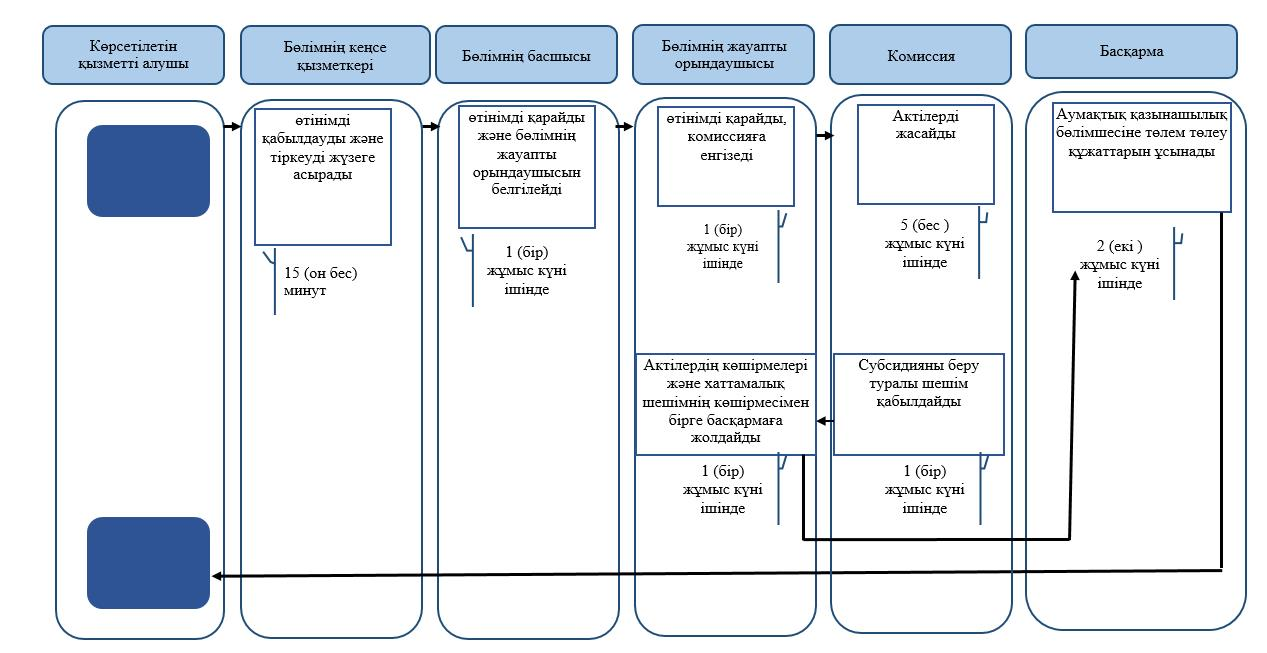 Көрсетілетін
қызметті алушы
Бөлімнің кеңсе
қызметкері
Бөлімнің басшысы
Бөлімнің жауапты
орындаушысы
Комиссия
Басқарма
өтінімді
қабылдауды және
тіркеуді жүзеге
асырады
15 (он бес)
минут
өтінімді қарайды
және бөлімнің
жауапты
орындаушысын
белгілейді
1 (бір)
жұмыс күні
ішінде
өтінімді қарайды,
комиссияға
енгізеді
1 (бір)
жұмыс күні
ішінде
Актілерді
жасайды
5 (бес )
жұмыс күні
ішінде
Аумақтық қазынашылық
бөлімшесіне төлем төлеу
құжаттарын ұсынады
2 (екі )
жұмыс күні
ішінде
Актілердің көшірмелері
және хаттамалық
шешімнің көшірмесімен
бірге басқармаға
жолдайды
1 (бір)
жұмыс күні
ішінде
Субсидияны беру
туралы шешім
қабылдайды
1 (бір)
жұмыс күні
ішінде